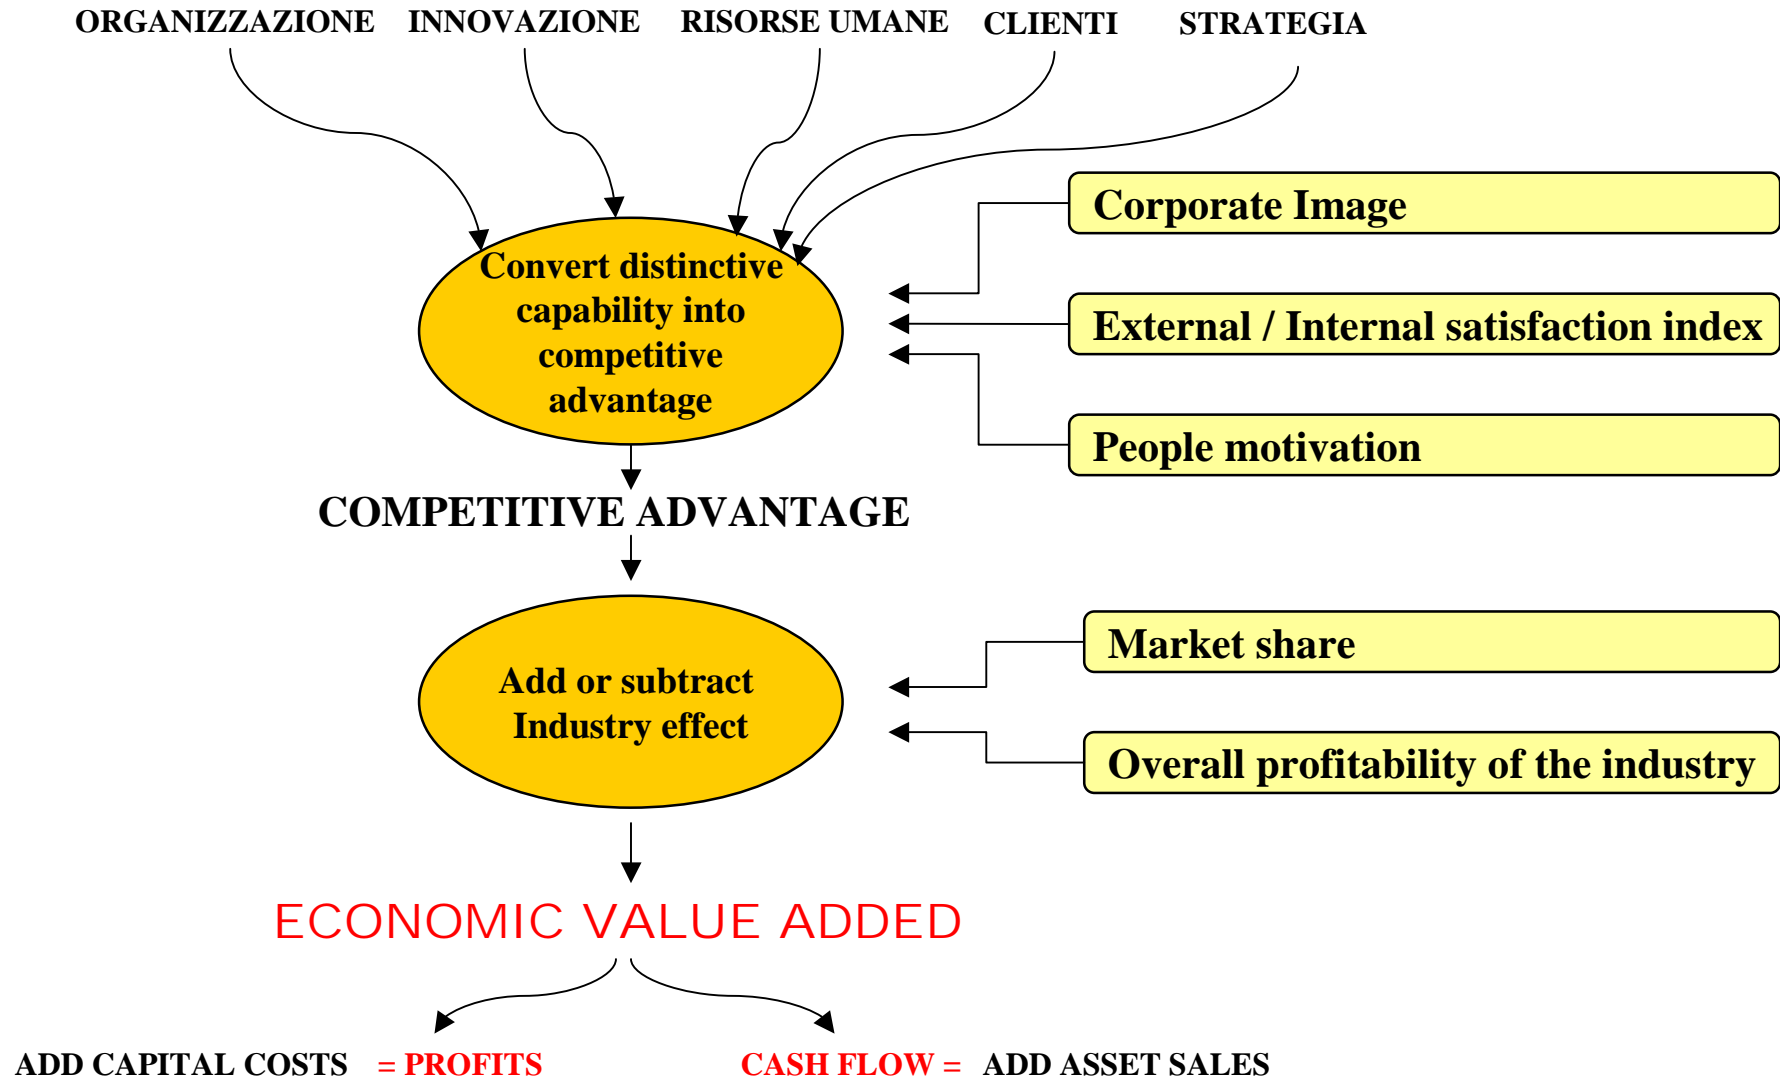 ORGANIZZAZIONE INNOVAZIONE RISORSE UMANE CLIENTI STRATEGIA
Convert distinctive
capability into
competitive
advantage
Corporate Image
External / Internal satisfaction index
People motivation
COMPETITIVE ADVANTAGE
Add or subtract
Industry effect
Market share
Overall profitability of the industry
ECONOMIC VALUE ADDED
ADD CAPITAL COSTS = PROFITS CASH FLOW = ADD ASSET SALES